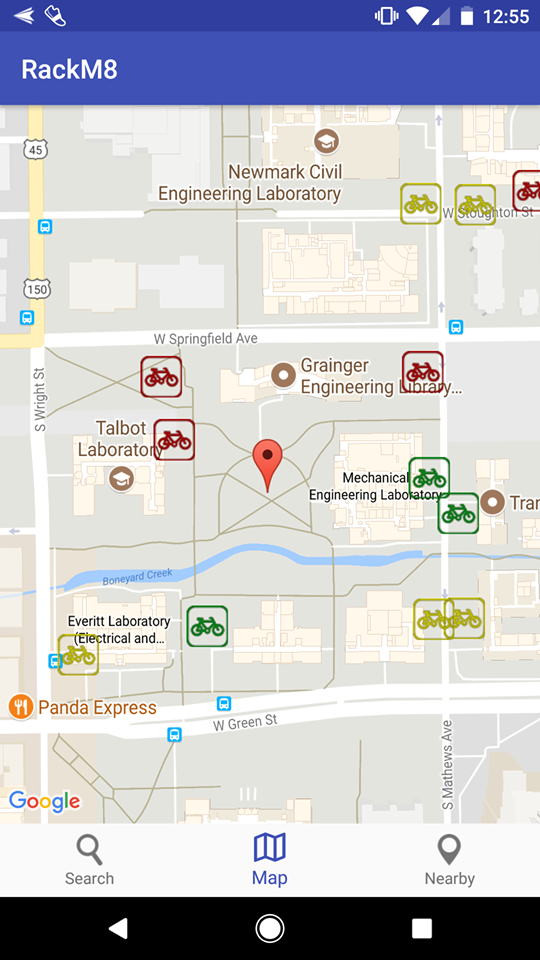 12:55
RackM8
45
Newmark Civil
Engineering Laboratory
W Stoughton St
150
W Springfield Ave
Grainger
Engineering Library...
S Wright St
Talbot
Laboratory
Mechanical
Engineering Laboratory
Tran
Boneyard Creek
Everitt Laboratory
(Electrical and...
Panda Express
W Green St
S Mathews Ave
Google
Search
Map
Nearby